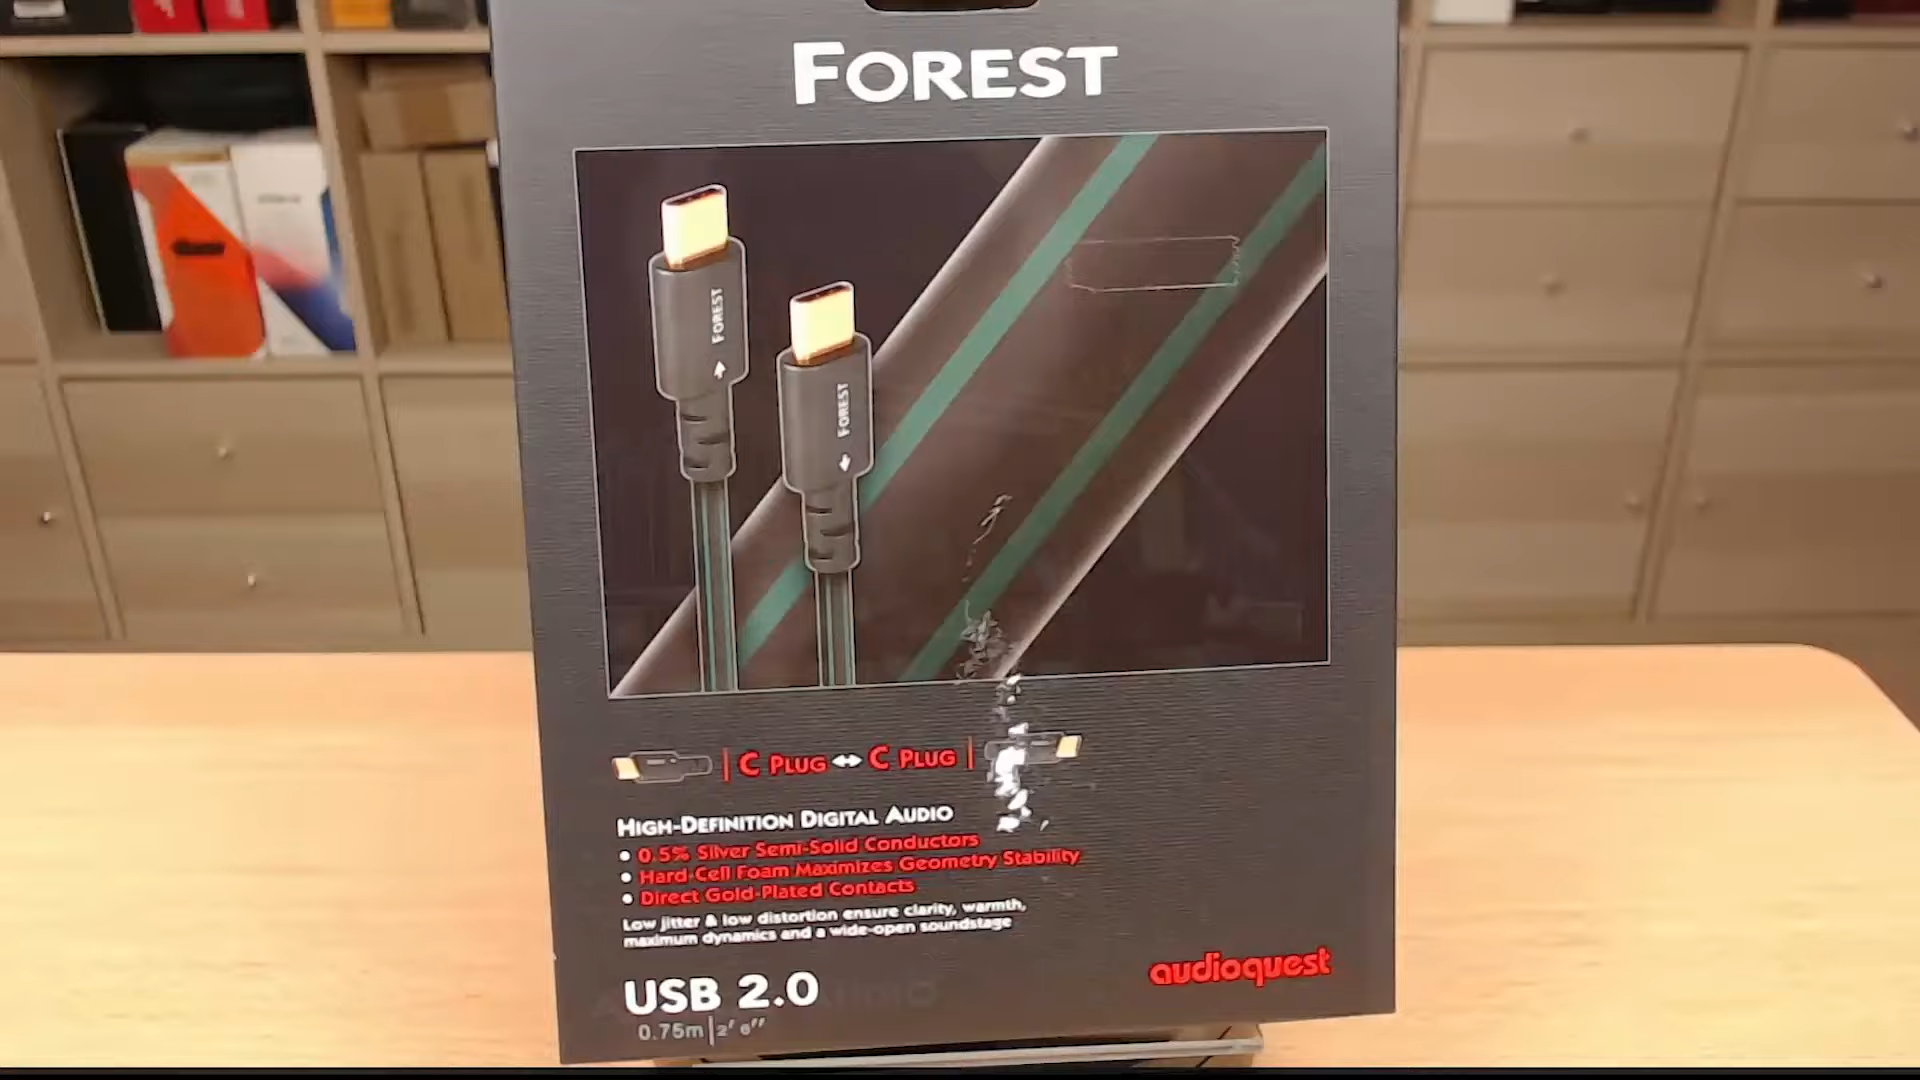 FOREST
FOREST
FOREST
C PLUG ↔ C PLUG
HIGH-DEFINITION DIGITAL AUDIO
• 0.5% Silver Semi-Solid Conductors
• Hard-Cell Foam Maximizes Geometry Stability
• Direct Gold-Plated Contacts
Low jitter & low distortion ensure clarity, warmth,
maximum dynamics and a wide-open soundstage
USB 2.0
audioquest
0.75m|2' 6"